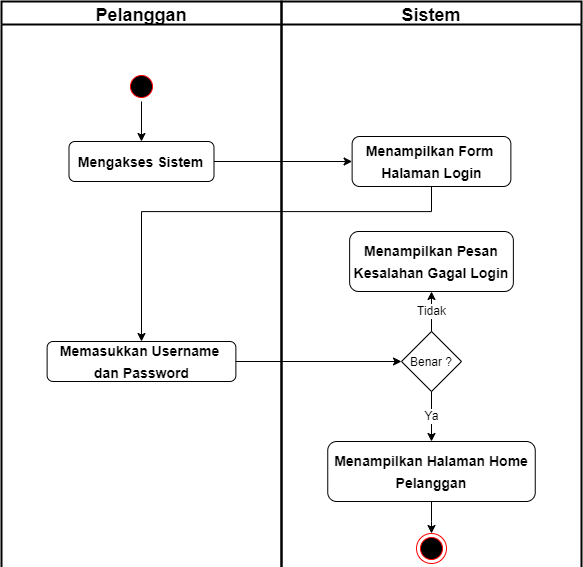 Pelanggan
Sistem
Mengakses Sistem
Menampilkan Form
Halaman Login
Menampilkan Pesan
Kesalahan Gagal Login
Tidak
Memasukkan Username
dan Password
Benar ?
Ya
Menampilkan Halaman Home
Pelanggan